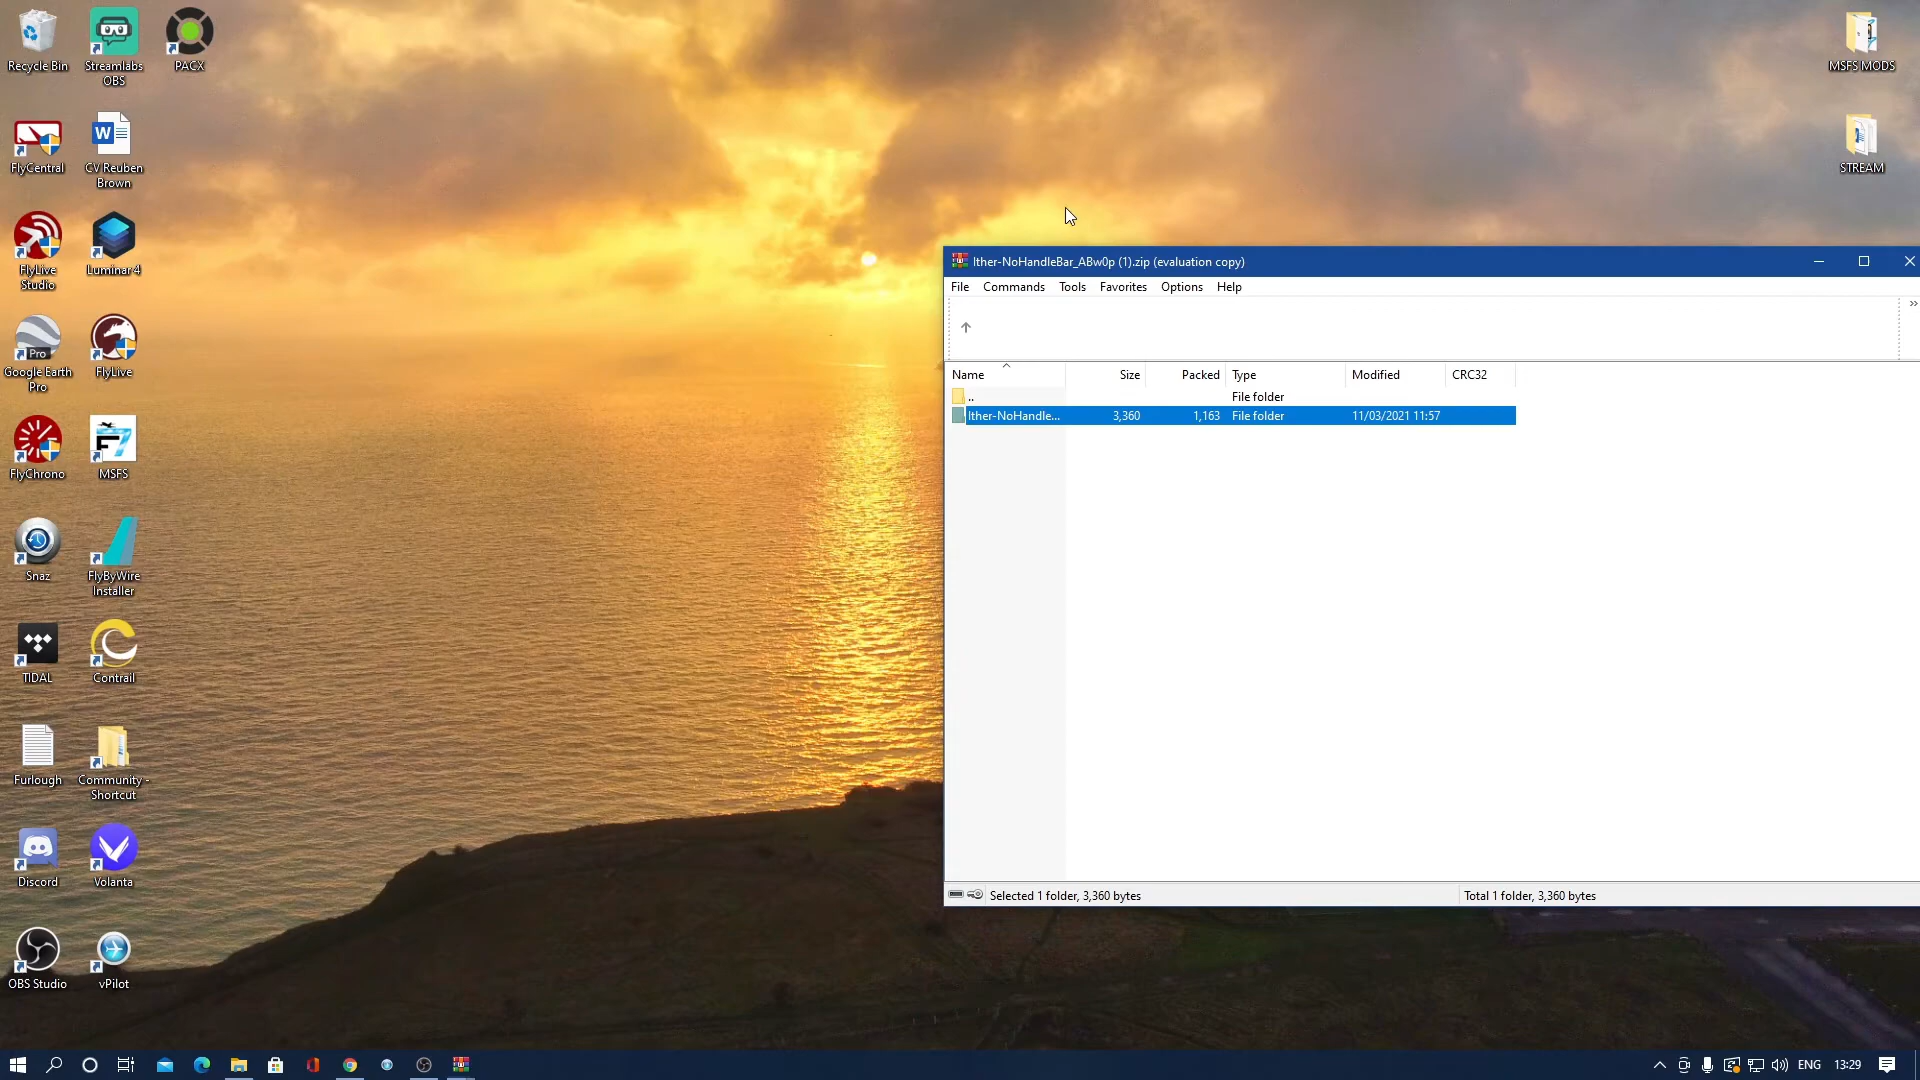 Recycle Bin
Streamlabs
OBS
PACX
MSFS MODS
FlyCentral
CV Reuben
Brown
STREAM
FlyLive
Studio
Luminar 4
Google Earth
Pro
Pro
FlyLive
FlyChrono
MSFS
Snaz
FlyByWire
Installer
TIDAL
Contrail
Furlough
Community -
Shortcut
Discord
Volanta
OBS Studio
vPilot
lther-NoHandleBar_ABw0p (1).zip (evaluation copy)
File Commands Tools Favorites Options Help
Name Size Packed Type Modified CRC32
.. File folder
lther-NoHandle... 3,360 1,163 File folder 11/03/2021 11:57
Selected 1 folder, 3,360 bytes Total 1 folder, 3,360 bytes
ENG 13:29